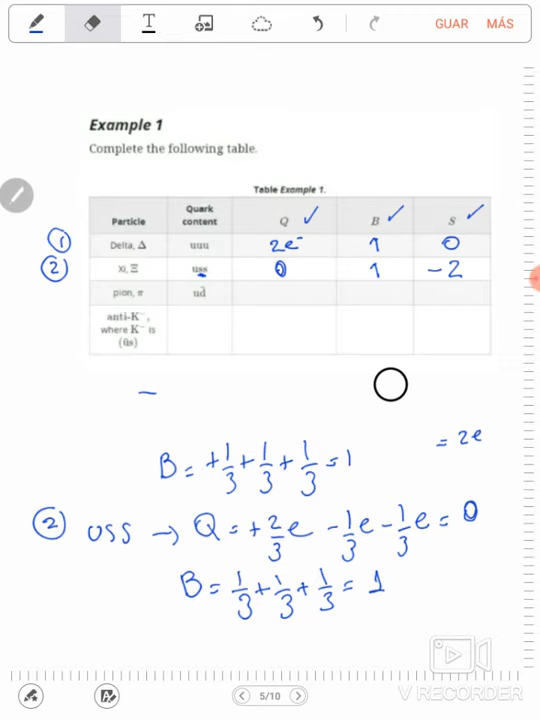 GUAR MÁS
Example 1
Complete the following table.
Table Example 1.
Particle Quark content Q ✓ B ✓ S ✓
① Delta, Δ uuu 2e⁻ 1 0
② Xi, Ξ uss 0 1 -2
pion, π ud̄
anti-K⁻, where K⁻ is (ūs)
= 2e
B = +1/3 + 1/3 + 1/3 = 1
② uss → Q = +2/3e - 1/3e - 1/3e = 0
B = 1/3 + 1/3 + 1/3 = 1
5/10
V RECORDER